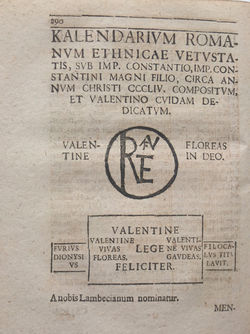 290
KALENDARIVM ROMA-
NVM ETHNICAE VETVSTA-
TIS, SVB IMP. CONSTANTIO, IMP. CON-
STANTINI MAGNI FILIO, CIRCA AN-
NVM CHRISTI CCCLIV. COMPOSITVM,
ET VALENTINO CVIDAM DE-
DICATVM.
VALEN-
TINE
FLOREAS
IN DEO.
VALENTINE
VALENTINE
VIVAS
FLOREAS.
LEGE
VALENTI-
NE VIVAS
GAVDEAS.
FELICITER.
FVRIVS
DIONYSI
VS
FILOCA-
LVS TITV
LAVIT.
A nobis Lambecianum nominatur.
MEN-